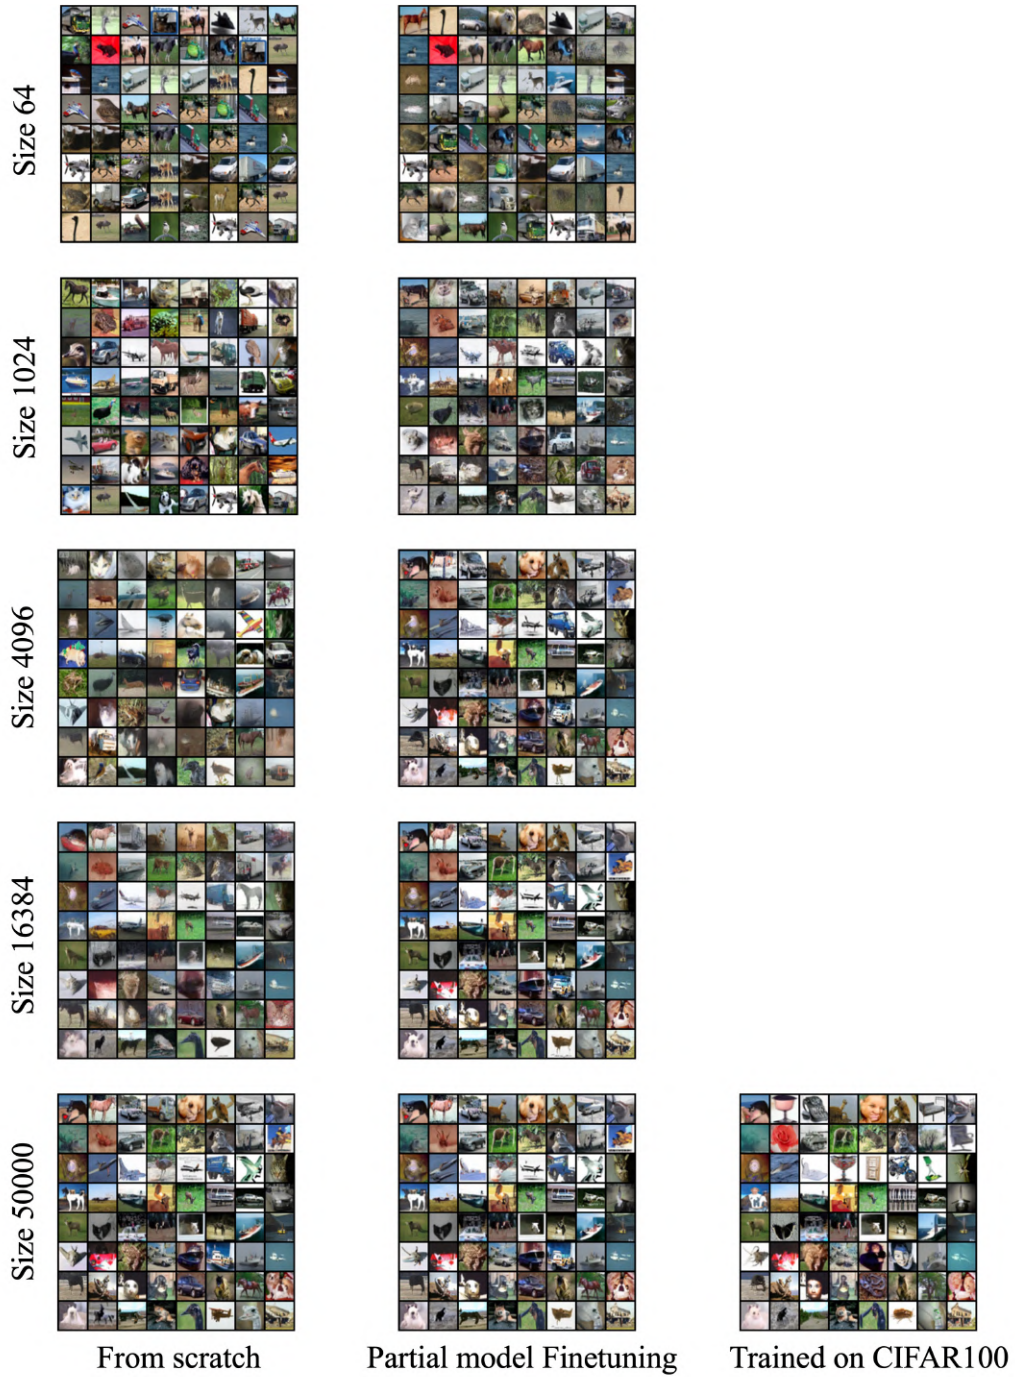 Size 64
Size 1024
Size 4096
Size 16384
Size 50000
From scratch
Partial model Finetuning
Trained on CIFAR100